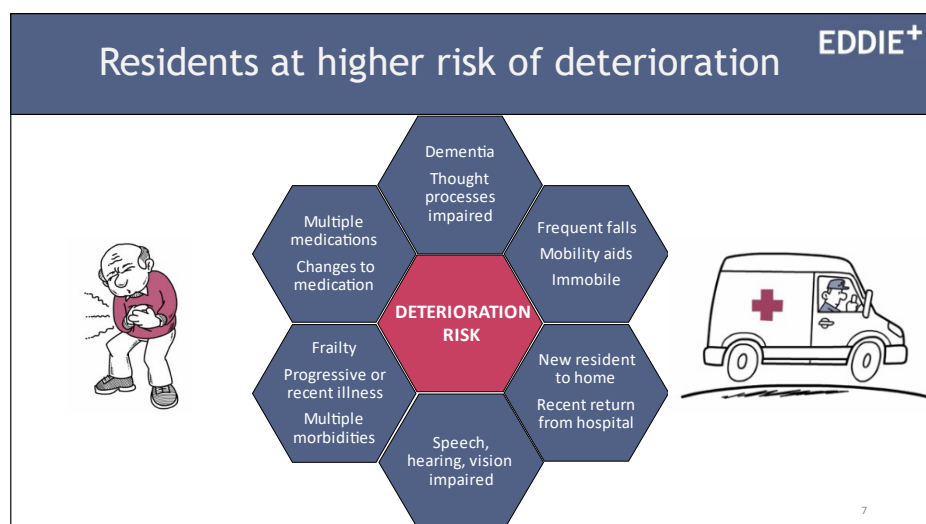 Residents at higher risk of deterioration
EDDIE+
Dementia
Thought
processes
impaired
Multiple
medications
Changes to
medication
Frequent falls
Mobility aids
Immobile
DETERIORATION
RISK
Frailty
Progressive or
recent illness
Multiple
morbidities
New resident
to home
Recent return
from hospital
Speech,
hearing, vision
impaired
7